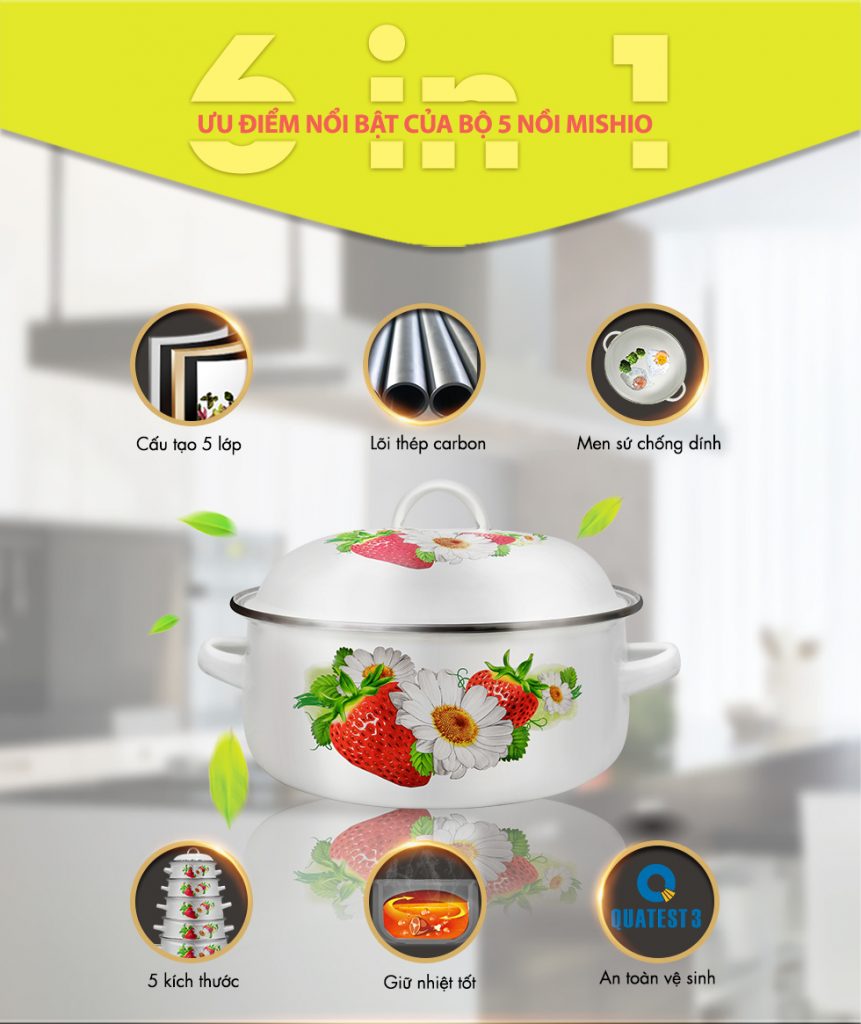 6 in 1
ƯU ĐIỂM NỔI BẬT CỦA BỘ 5 NỒI MISHIO
Cấu tạo 5 lớp
Lõi thép carbon
Men sứ chống dính
5 kích thước
Giữ nhiệt tốt
QUATEST 3
An toàn vệ sinh